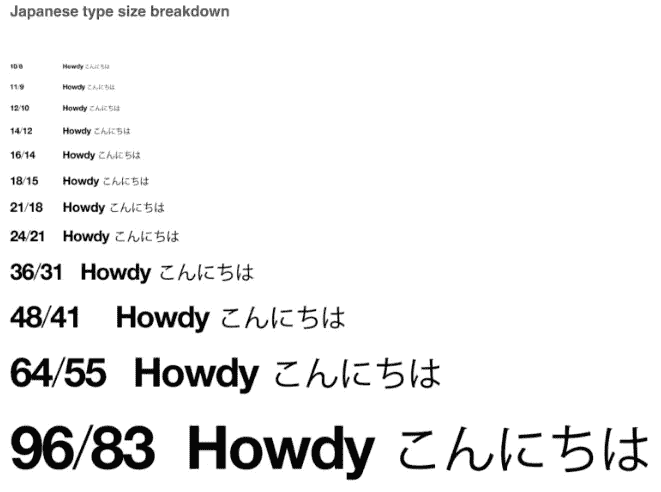 Japanese type size breakdown
10/8 Howdy こんにちは
11/9 Howdy こんにちは
12/10 Howdy こんにちは
14/12 Howdy こんにちは
16/14 Howdy こんにちは
18/15 Howdy こんにちは
21/18 Howdy こんにちは
24/21 Howdy こんにちは
36/31 Howdy こんにちは
48/41 Howdy こんにちは
64/55 Howdy こんにちは
96/83 Howdy こんにちは